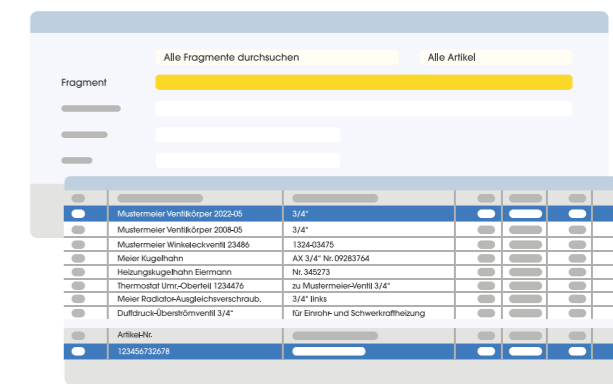 Alle Fragmente durchsuchen Alle Artikel
Fragment
Mustermeier Ventilkörper 2022-05 3/4"
Mustermeier Ventilkörper 2008-05 3/4"
Mustermeier Winkeleckventil 23486 1324-03475
Meier Kugelhahn AX 3/4" Nr. 09283764
Heizungskugelhahn Eiermann Nr. 345273
Thermostat Umr.-Oberteil 1234476 zu Mustermeier-Ventil 3/4"
Meier Radiator-Ausgleichsverschraub. 3/4" links
Duffdruck-Überströmventil 3/4" für Einrohr- und Schwerkraftheizung
Artikel-Nr.
123456732678